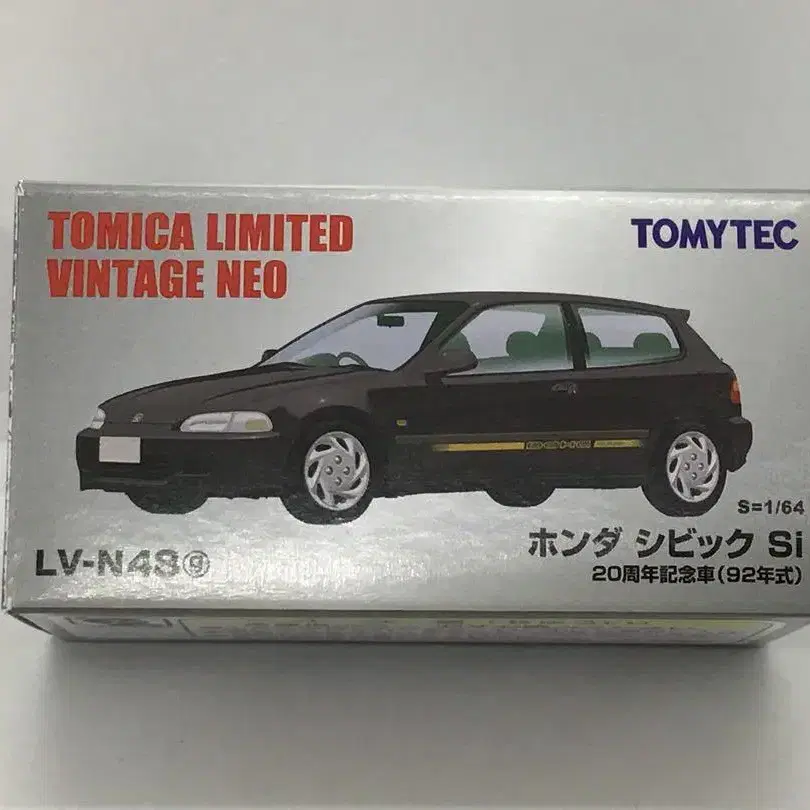 TOMICA LIMITED
VINTAGE NEO
TOMYTEC
S=1/64
LV-N48ⓖ
ホンダ シビック Si
20周年記念車(92年式)